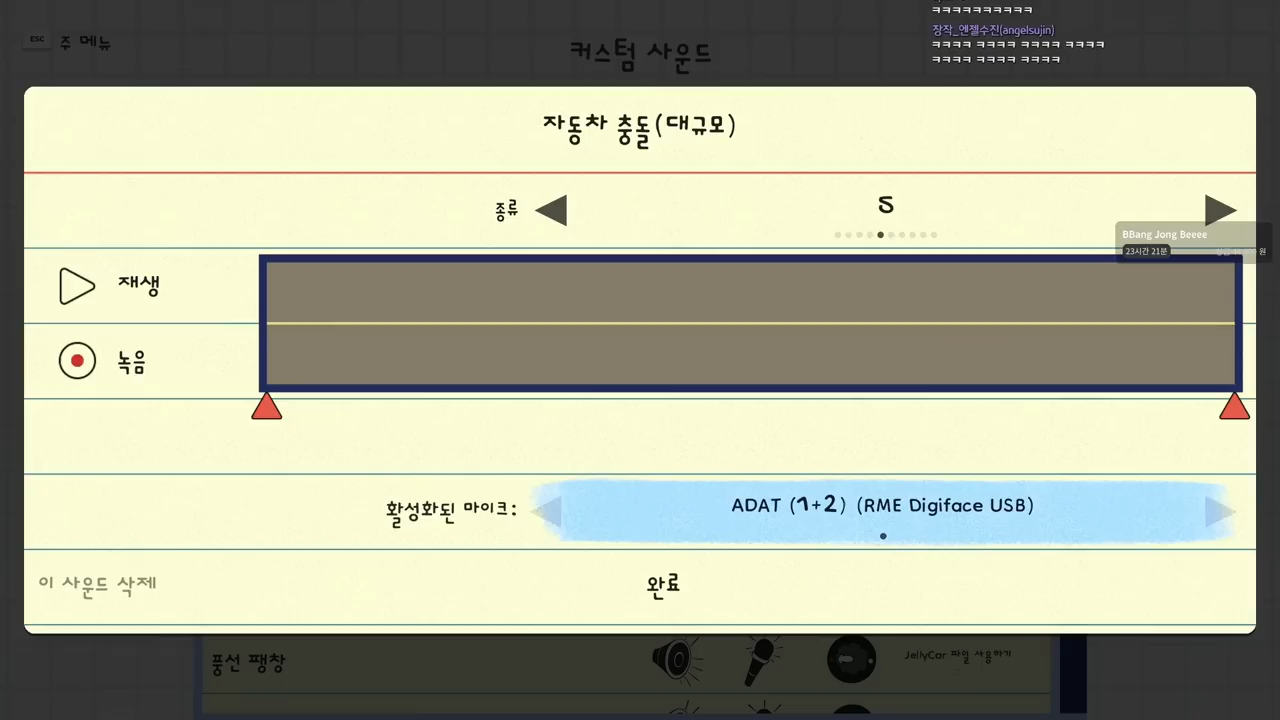 ㅋㅋㅋㅋㅋㅋㅋㅋㅋㅋ
장작_엔젤수진(angelsujin)
ㅋㅋㅋㅋ ㅋㅋㅋㅋ ㅋㅋㅋㅋ ㅋㅋㅋㅋ
ㅋㅋㅋㅋ ㅋㅋㅋㅋ ㅋㅋㅋㅋ
ESC 주 메뉴
커스텀 사운드
자동차 충돌(대규모)
종류 5
BBang Jong Beeee
23시간 21분
원
재생
녹음
활성화된 마이크: ADAT (1+2) (RME Digiface USB)
이 사운드 삭제 완료
풍선 팽창 JellyCar 파일 사용하기